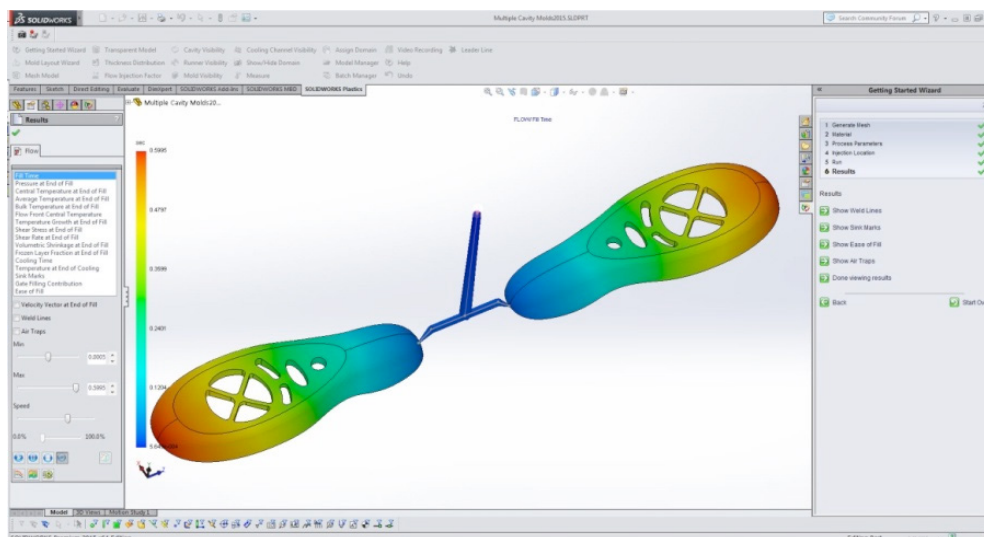 SOLIDWORKS
Multiple Cavity Molds2015.SLDPRT
Search Community Forum
Getting Started Wizard
Transparent Model
Cavity Visibility
Cooling Channel Visibility
Assign Domain
Video Recording
Leader Line
Mold Layout Wizard
Thickness Distribution
Runner Visibility
Show/Hide Domain
Model Manager
Help
Mesh Model
Flow Injection Factor
Mold Visibility
Measure
Batch Manager
Undo
Features
Sketch
Direct Editing
Evaluate
DimXpert
SOLIDWORKS Add-Ins
SOLIDWORKS MBD
SOLIDWORKS Plastics
Multiple Cavity Molds20...
Results
Flow
Fill Time
Pressure at End of Fill
Central Temperature at End of Fill
Average Temperature at End of Fill
Bulk Temperature at End of Fill
Flow Front Central Temperature
Temperature Growth at End of Fill
Shear Stress at End of Fill
Shear Rate at End of Fill
Volumetric Shrinkage at End of Fill
Frozen Layer Fraction at End of Fill
Cooling Time
Temperature at End of Cooling
Sink Marks
Gate Filling Contribution
Ease of Fill
Velocity Vector at End of Fill
Weld Lines
Air Traps
Min
0.0005
Max
0.5995
Speed
0.0%
100.0%
FLOW/Fill Time
sec
0.5995
0.4797
0.3599
0.2401
0.1204
Getting Started Wizard
1 Generate Mesh
2 Material
3 Process Parameters
4 Injection Location
5 Run
6 Results
Results
Show Weld Lines
Show Sink Marks
Show Ease of Fill
Show Air Traps
Done viewing results
Back
Start Ov
Model
3D Views
Motion Study 1